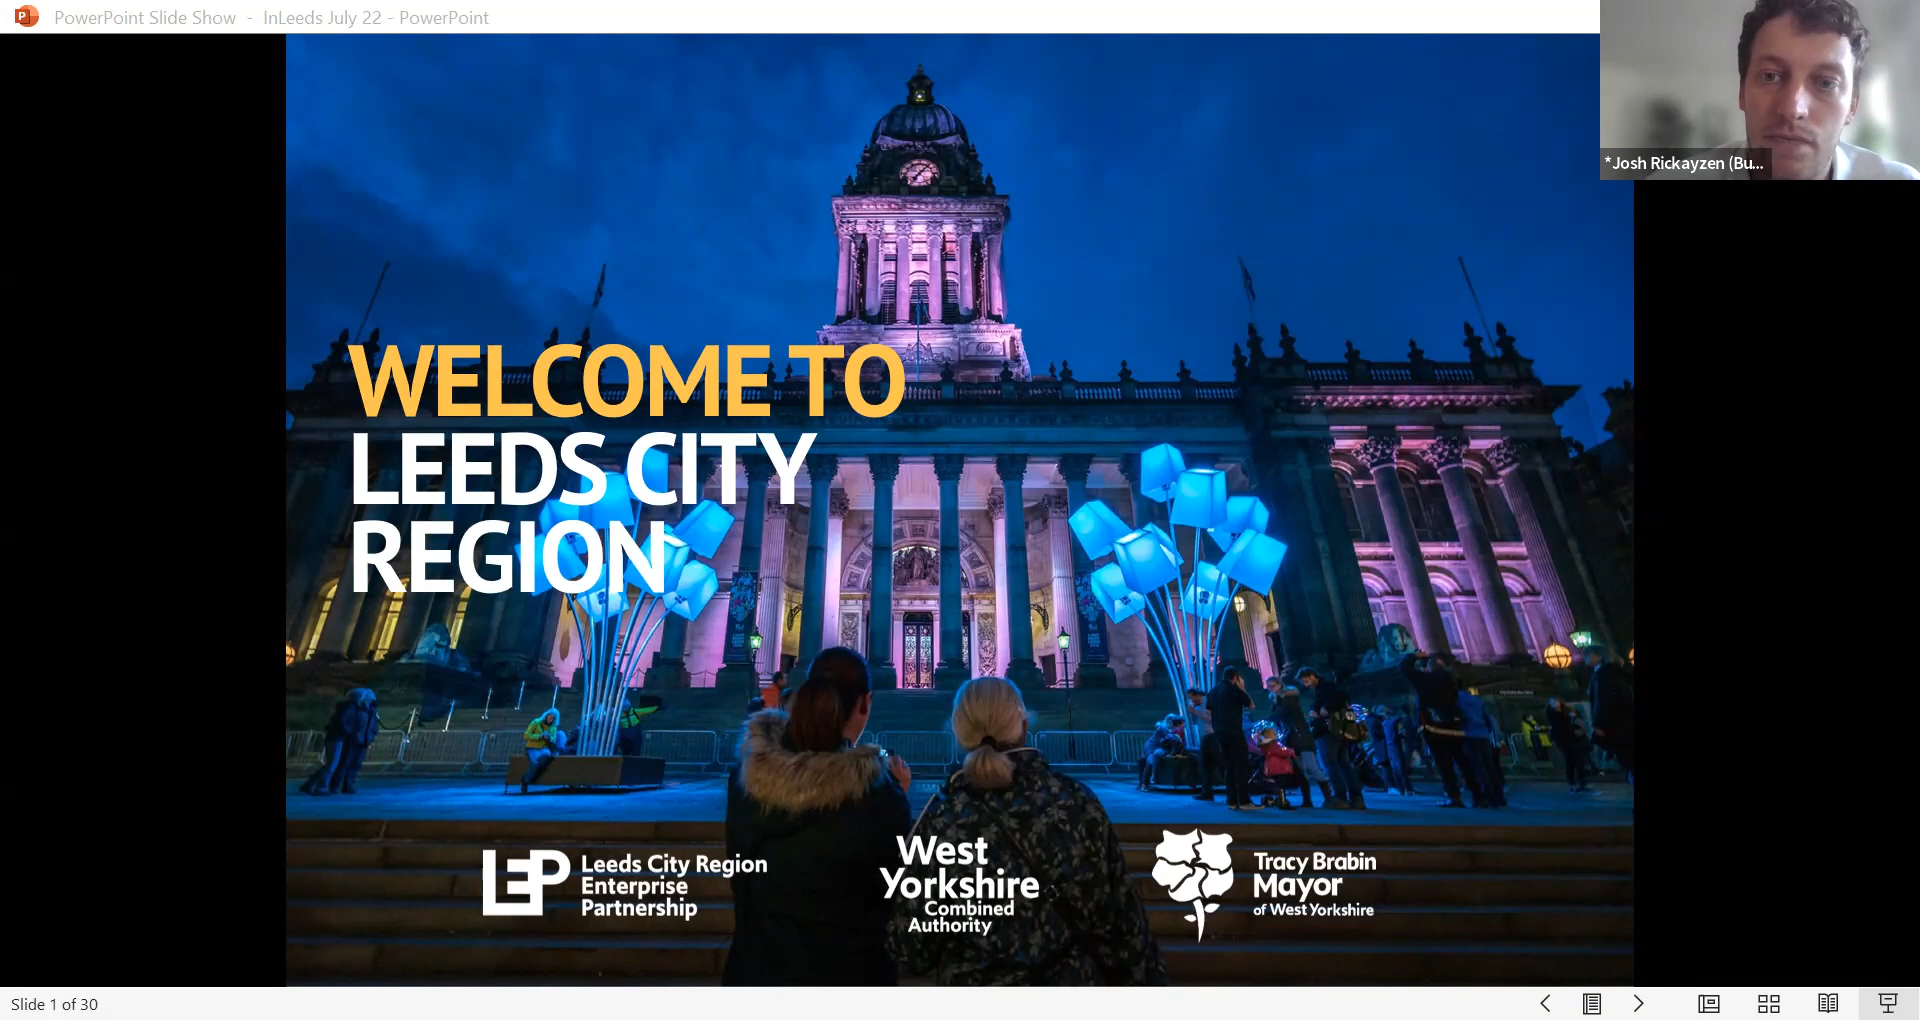 PowerPoint Slide Show - InLeeds July 22 - PowerPoint
*Josh Rickayzen (Bu...
WELCOME TO
LEEDS CITY
REGION
LEP
Leeds City Region
Enterprise
Partnership
West
Yorkshire
Combined
Authority
Tracy Brabin
Mayor
of West Yorkshire
Slide 1 of 30